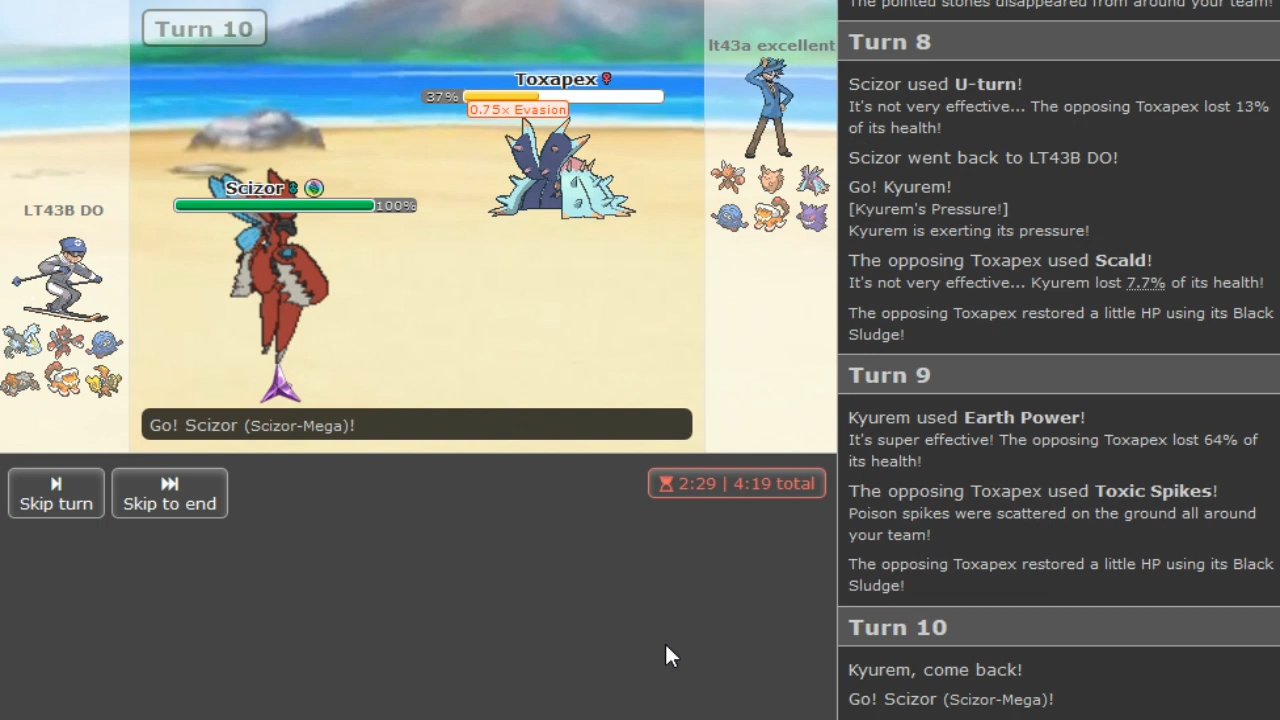 Turn 10
lt43a excellent
Toxapex ♀
37%
0.75x Evasion
Scizor
100%
LT43B DO
Go! Scizor (Scizor-Mega)!
Skip turn
Skip to end
2:29 | 4:19 total
The pointed stones disappeared from around your team!
Turn 8
Scizor used U-turn!
It's not very effective... The opposing Toxapex lost 13%
of its health!
Scizor went back to LT43B DO!
Go! Kyurem!
[Kyurem's Pressure!]
Kyurem is exerting its pressure!
The opposing Toxapex used Scald!
It's not very effective... Kyurem lost 7.7% of its health!
The opposing Toxapex restored a little HP using its Black
Sludge!
Turn 9
Kyurem used Earth Power!
It's super effective! The opposing Toxapex lost 64% of
its health!
The opposing Toxapex used Toxic Spikes!
Poison spikes were scattered on the ground all around
your team!
The opposing Toxapex restored a little HP using its Black
Sludge!
Turn 10
Kyurem, come back!
Go! Scizor (Scizor-Mega)!